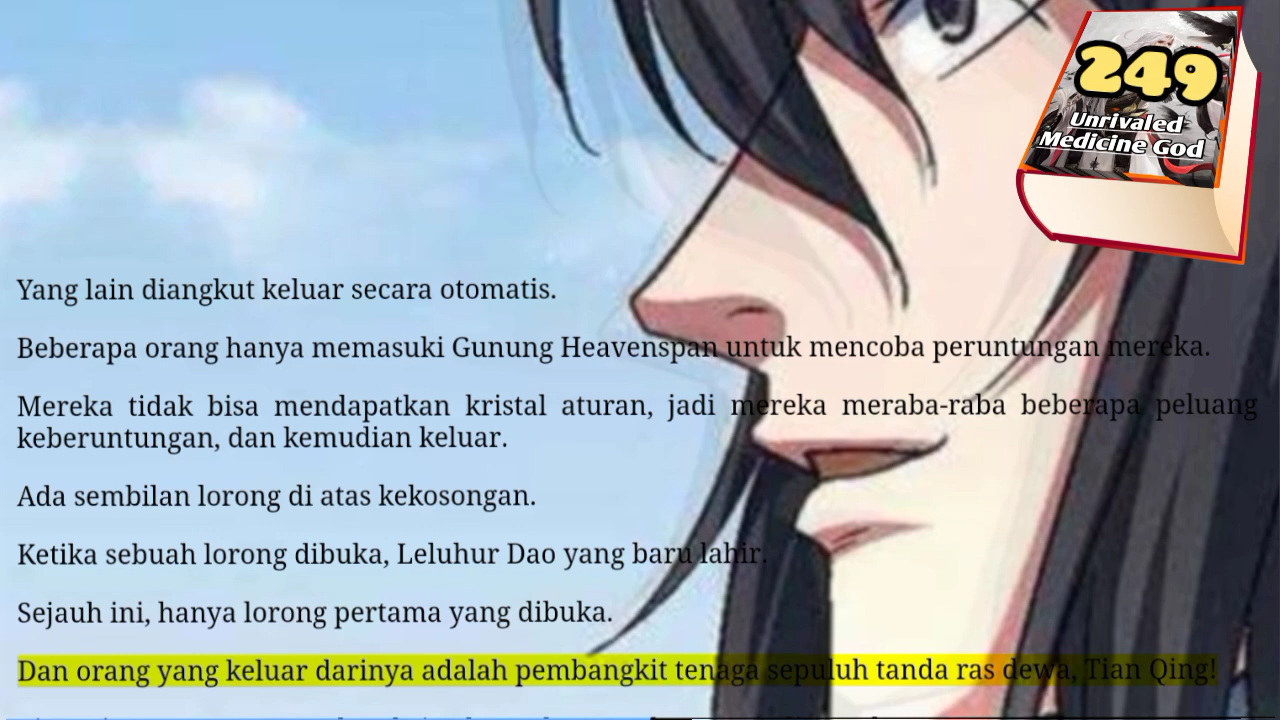 249
Unrivaled
Medicine God
Yang lain diangkut keluar secara otomatis.
Beberapa orang hanya memasuki Gunung Heavenspan untuk mencoba peruntungan mereka.
Mereka tidak bisa mendapatkan kristal aturan, jadi mereka meraba-raba beberapa peluang
keberuntungan, dan kemudian keluar.
Ada sembilan lorong di atas kekosongan.
Ketika sebuah lorong dibuka, Leluhur Dao yang baru lahir.
Sejauh ini, hanya lorong pertama yang dibuka.
Dan orang yang keluar darinya adalah pembangkit tenaga sepuluh tanda ras dewa, Tian Qing!